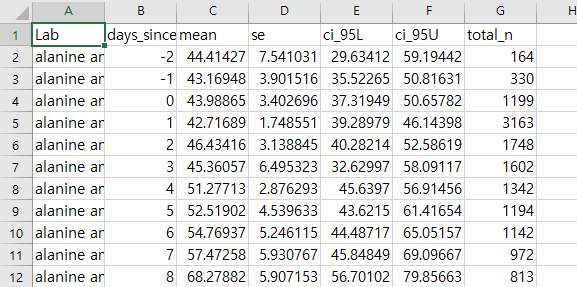 A B C D E F G H
1 Lab days_since mean se ci_95L ci_95U total_n
2 alanine ar -2 44.41427 7.541031 29.63412 59.19442 164
3 alanine ar -1 43.16948 3.901516 35.52265 50.81631 330
4 alanine ar 0 43.98865 3.402696 37.31949 50.65782 1199
5 alanine ar 1 42.71689 1.748551 39.28979 46.14398 3163
6 alanine ar 2 46.43416 3.138845 40.28214 52.58619 1748
7 alanine ar 3 45.36057 6.495323 32.62997 58.09117 1602
8 alanine ar 4 51.27713 2.876293 45.6397 56.91456 1342
9 alanine ar 5 52.51902 4.539633 43.6215 61.41654 1194
10 alanine ar 6 54.76937 5.246115 44.48717 65.05157 1142
11 alanine ar 7 57.47258 5.930767 45.84849 69.09667 972
12 alanine ar 8 68.27882 5.907153 56.70102 79.85663 813